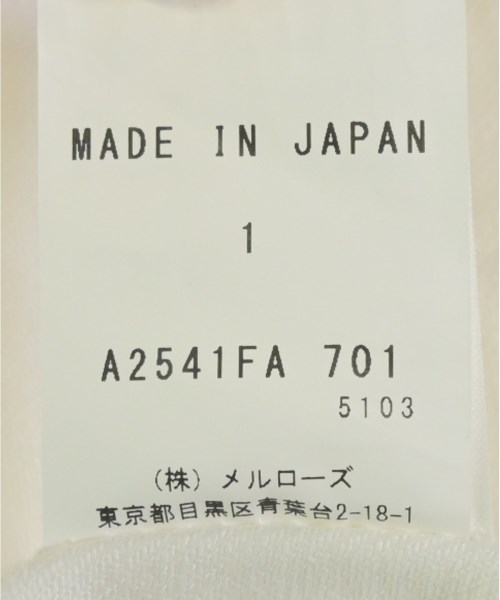 MADE IN JAPAN
1
A2541FA 701
5103
(株) メルローズ
東京都目黒区青葉台2-18-1